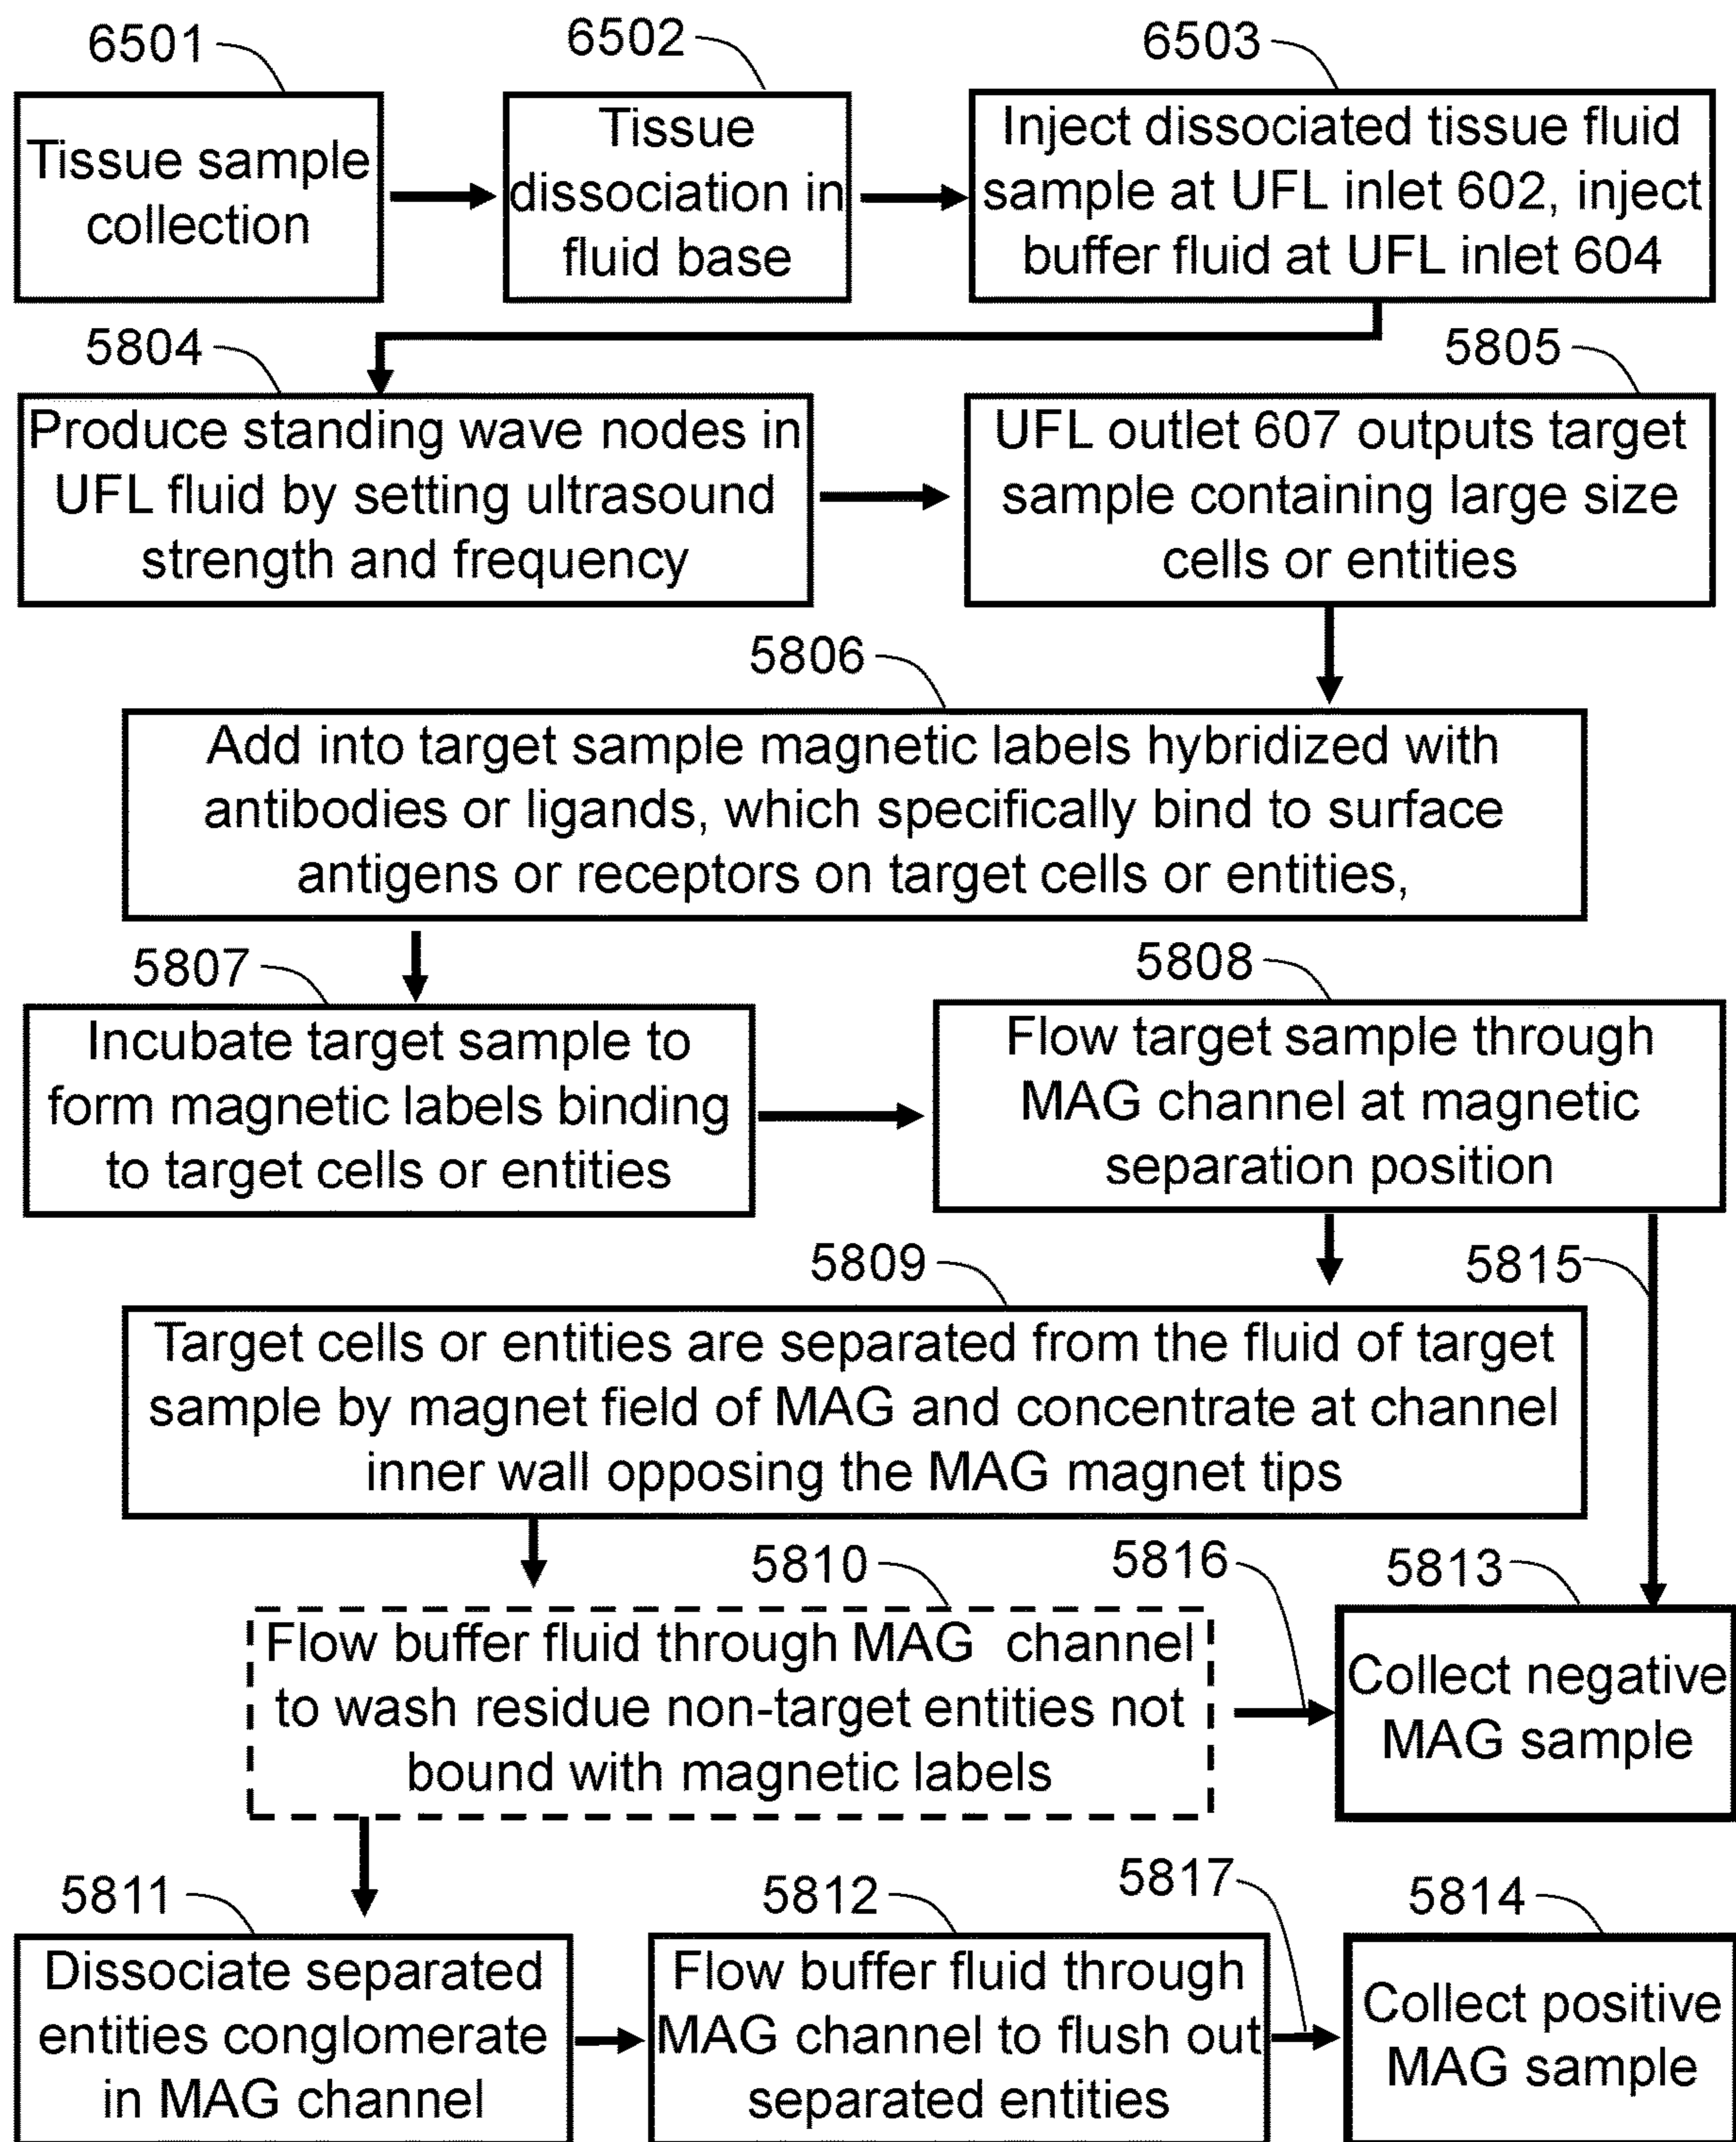 6501
6502
6503
Tissue sample
collection
Tissue
dissociation in
fluid base
Inject dissociated tissue fluid
sample at UFL inlet 602, inject
buffer fluid at UFL inlet 604
5804
5805
Produce standing wave nodes in
UFL fluid by setting ultrasound
strength and frequency
UFL outlet 607 outputs target
sample containing large size
cells or entities
5806
Add into target sample magnetic labels hybridized with
antibodies or ligands, which specifically bind to surface
antigens or receptors on target cells or entities,
5807
5808
Incubate target sample to
form magnetic labels binding
to target cells or entities
Flow target sample through
MAG channel at magnetic
separation position
5809
5815
Target cells or entities are separated from the fluid of target
sample by magnet field of MAG and concentrate at channel
inner wall opposing the MAG magnet tips
5810
5816
5813
Flow buffer fluid through MAG channel
to wash residue non-target entities not
bound with magnetic labels
Collect negative
MAG sample
5811
5812
5817
5814
Dissociate separated
entities conglomerate
in MAG channel
Flow buffer fluid through
MAG channel to flush out
separated entities
Collect positive
MAG sample